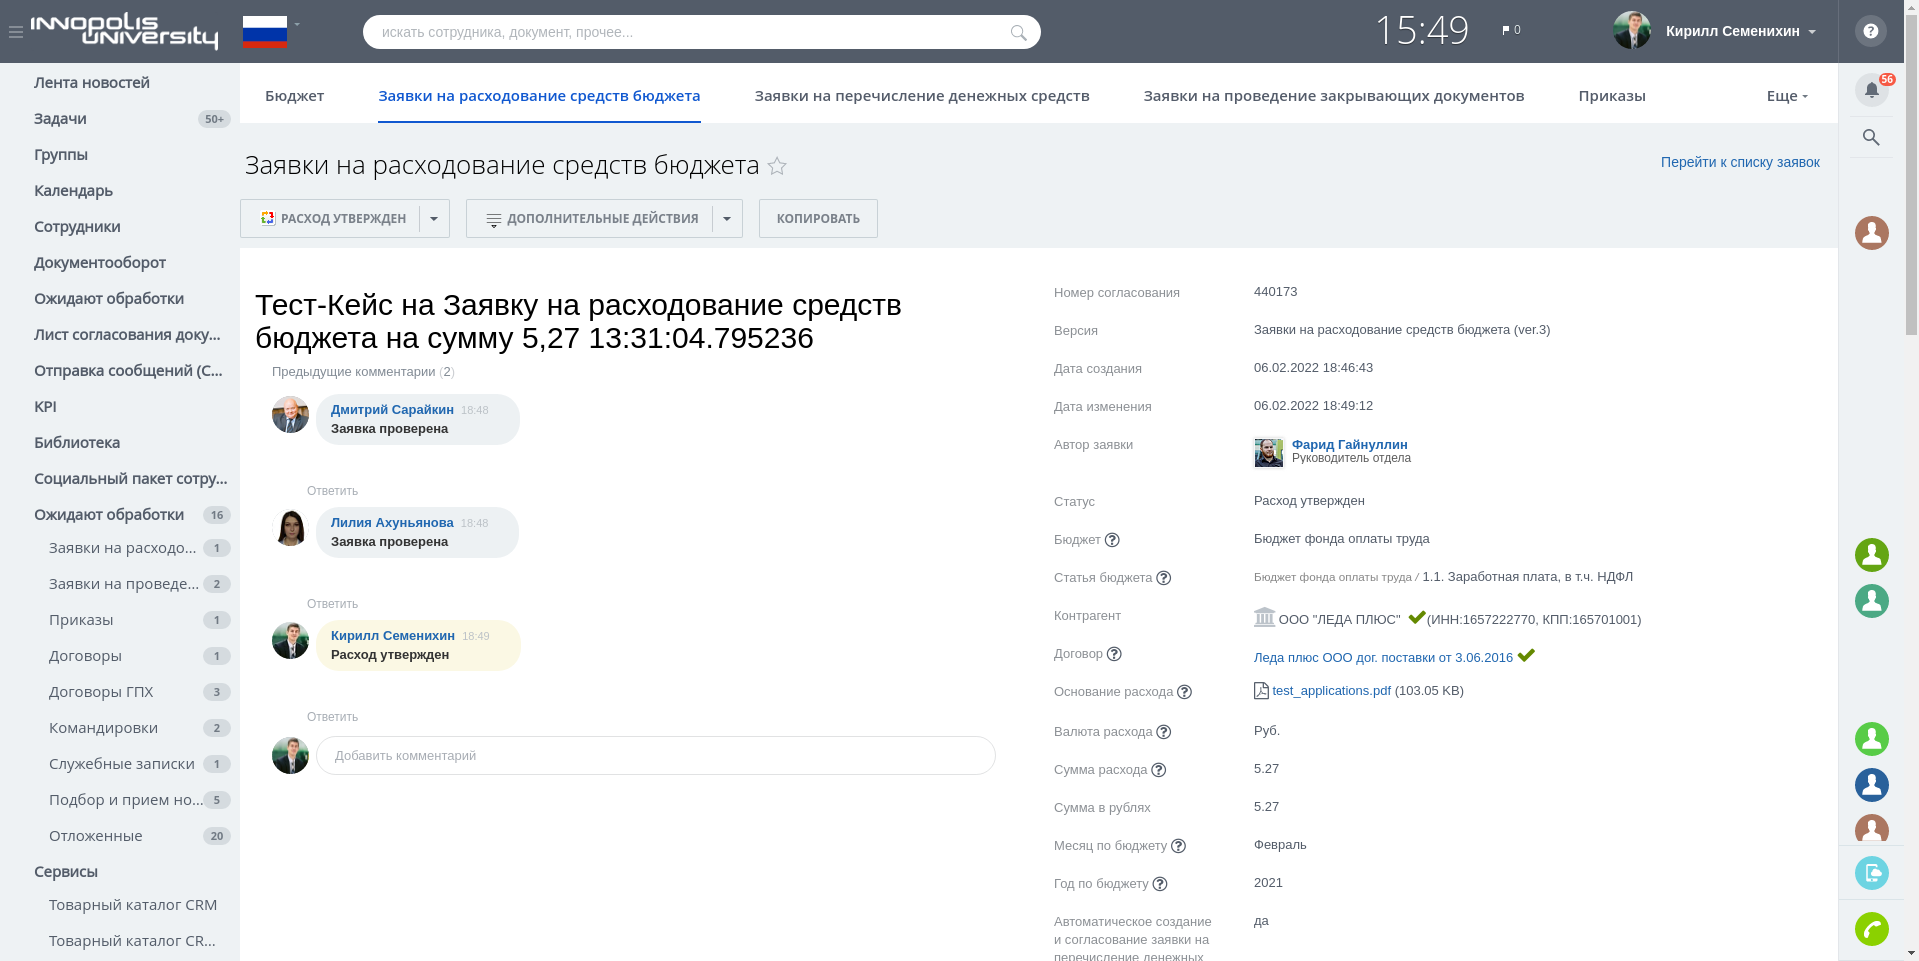 INNOPOLIS UNIVERSITY
искать сотрудника, документ, прочее...
15:49
0
Кирилл Семенихин
?
56
Лента новостей
Задачи 50+
Группы
Календарь
Сотрудники
Документооборот
Ожидают обработки
Лист согласования доку...
Отправка сообщений (С...
KPI
Библиотека
Социальный пакет сотру...
Ожидают обработки 16
Заявки на расходо... 1
Заявки на проведе... 2
Приказы 1
Договоры 1
Договоры ГПХ 3
Командировки 2
Служебные записки 1
Подбор и прием но... 5
Отложенные 20
Сервисы
Товарный каталог CRM
Товарный каталог CR...
Бюджет
Заявки на расходование средств бюджета
Заявки на перечисление денежных средств
Заявки на проведение закрывающих документов
Приказы
Еще
Заявки на расходование средств бюджета
Перейти к списку заявок
РАСХОД УТВЕРЖДЕН
ДОПОЛНИТЕЛЬНЫЕ ДЕЙСТВИЯ
КОПИРОВАТЬ
Тест-Кейс на Заявку на расходование средств
бюджета на сумму 5,27 13:31:04.795236
Предыдущие комментарии (2)
Дмитрий Сарайкин 18:48
Заявка проверена
Ответить
Лилия Ахуньянова 18:48
Заявка проверена
Ответить
Кирилл Семенихин 18:49
Расход утвержден
Ответить
Добавить комментарий
Номер согласования 440173
Версия Заявки на расходование средств бюджета (ver.3)
Дата создания 06.02.2022 18:46:43
Дата изменения 06.02.2022 18:49:12
Автор заявки Фарид Гайнуллин
Руководитель отдела
Статус Расход утвержден
Бюджет ? Бюджет фонда оплаты труда
Статья бюджета ? Бюджет фонда оплаты труда / 1.1. Заработная плата, в т.ч. НДФЛ
Контрагент ООО "ЛЕДА ПЛЮС" (ИНН:1657222770, КПП:165701001)
Договор ? Леда плюс ООО дог. поставки от 3.06.2016
Основание расхода ? test_applications.pdf (103.05 KB)
Валюта расхода ? Руб.
Сумма расхода ? 5.27
Сумма в рублях 5.27
Месяц по бюджету ? Февраль
Год по бюджету ? 2021
Автоматическое создание да
и согласование заявки на
перечисление денежных